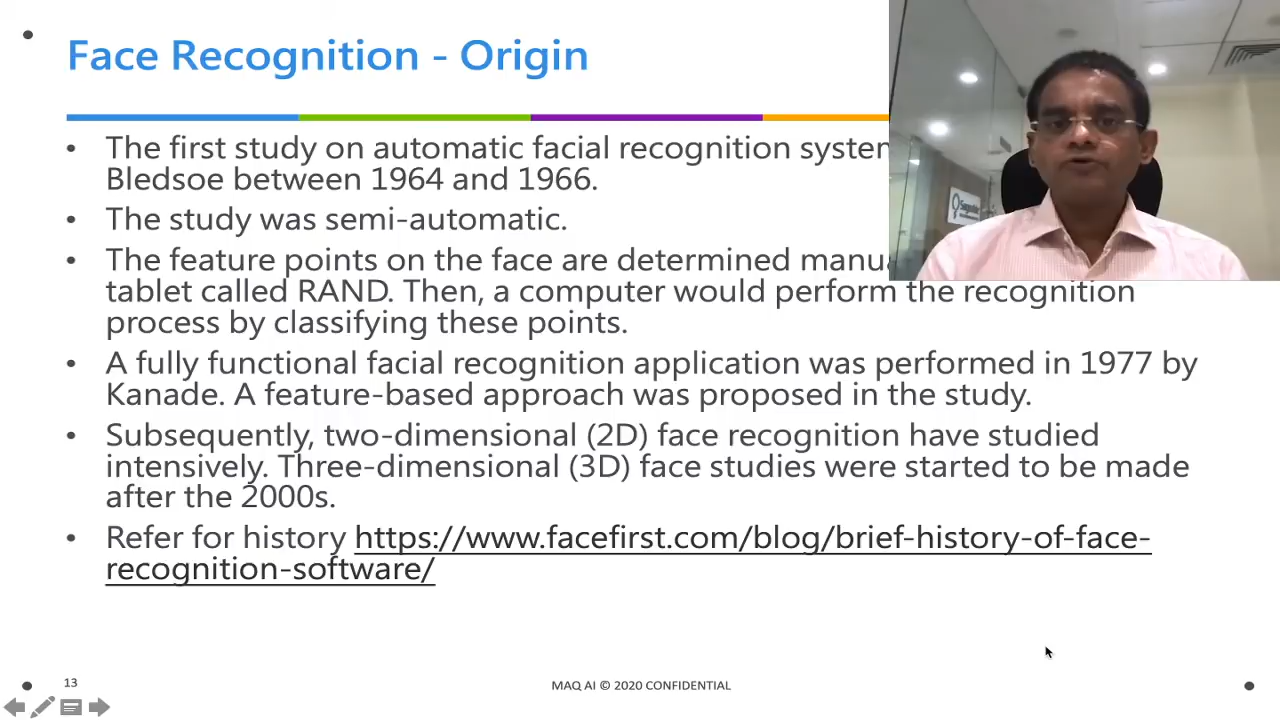 Face Recognition - Origin
• The first study on automatic facial recognition system
Bledsoe between 1964 and 1966.
• The study was semi-automatic.
• The feature points on the face are determined
tablet called RAND. Then, a computer would perform the recognition
process by classifying these points.
• A fully functional facial recognition application was performed in 1977 by
Kanade. A feature-based approach was proposed in the study.
• Subsequently, two-dimensional (2D) face recognition have studied
intensively. Three-dimensional (3D) face studies were started to be made
after the 2000s.
• Refer for history https://www.facefirst.com/blog/brief-history-of-face-
recognition-software/
13
MAQ AI © 2020 CONFIDENTIAL